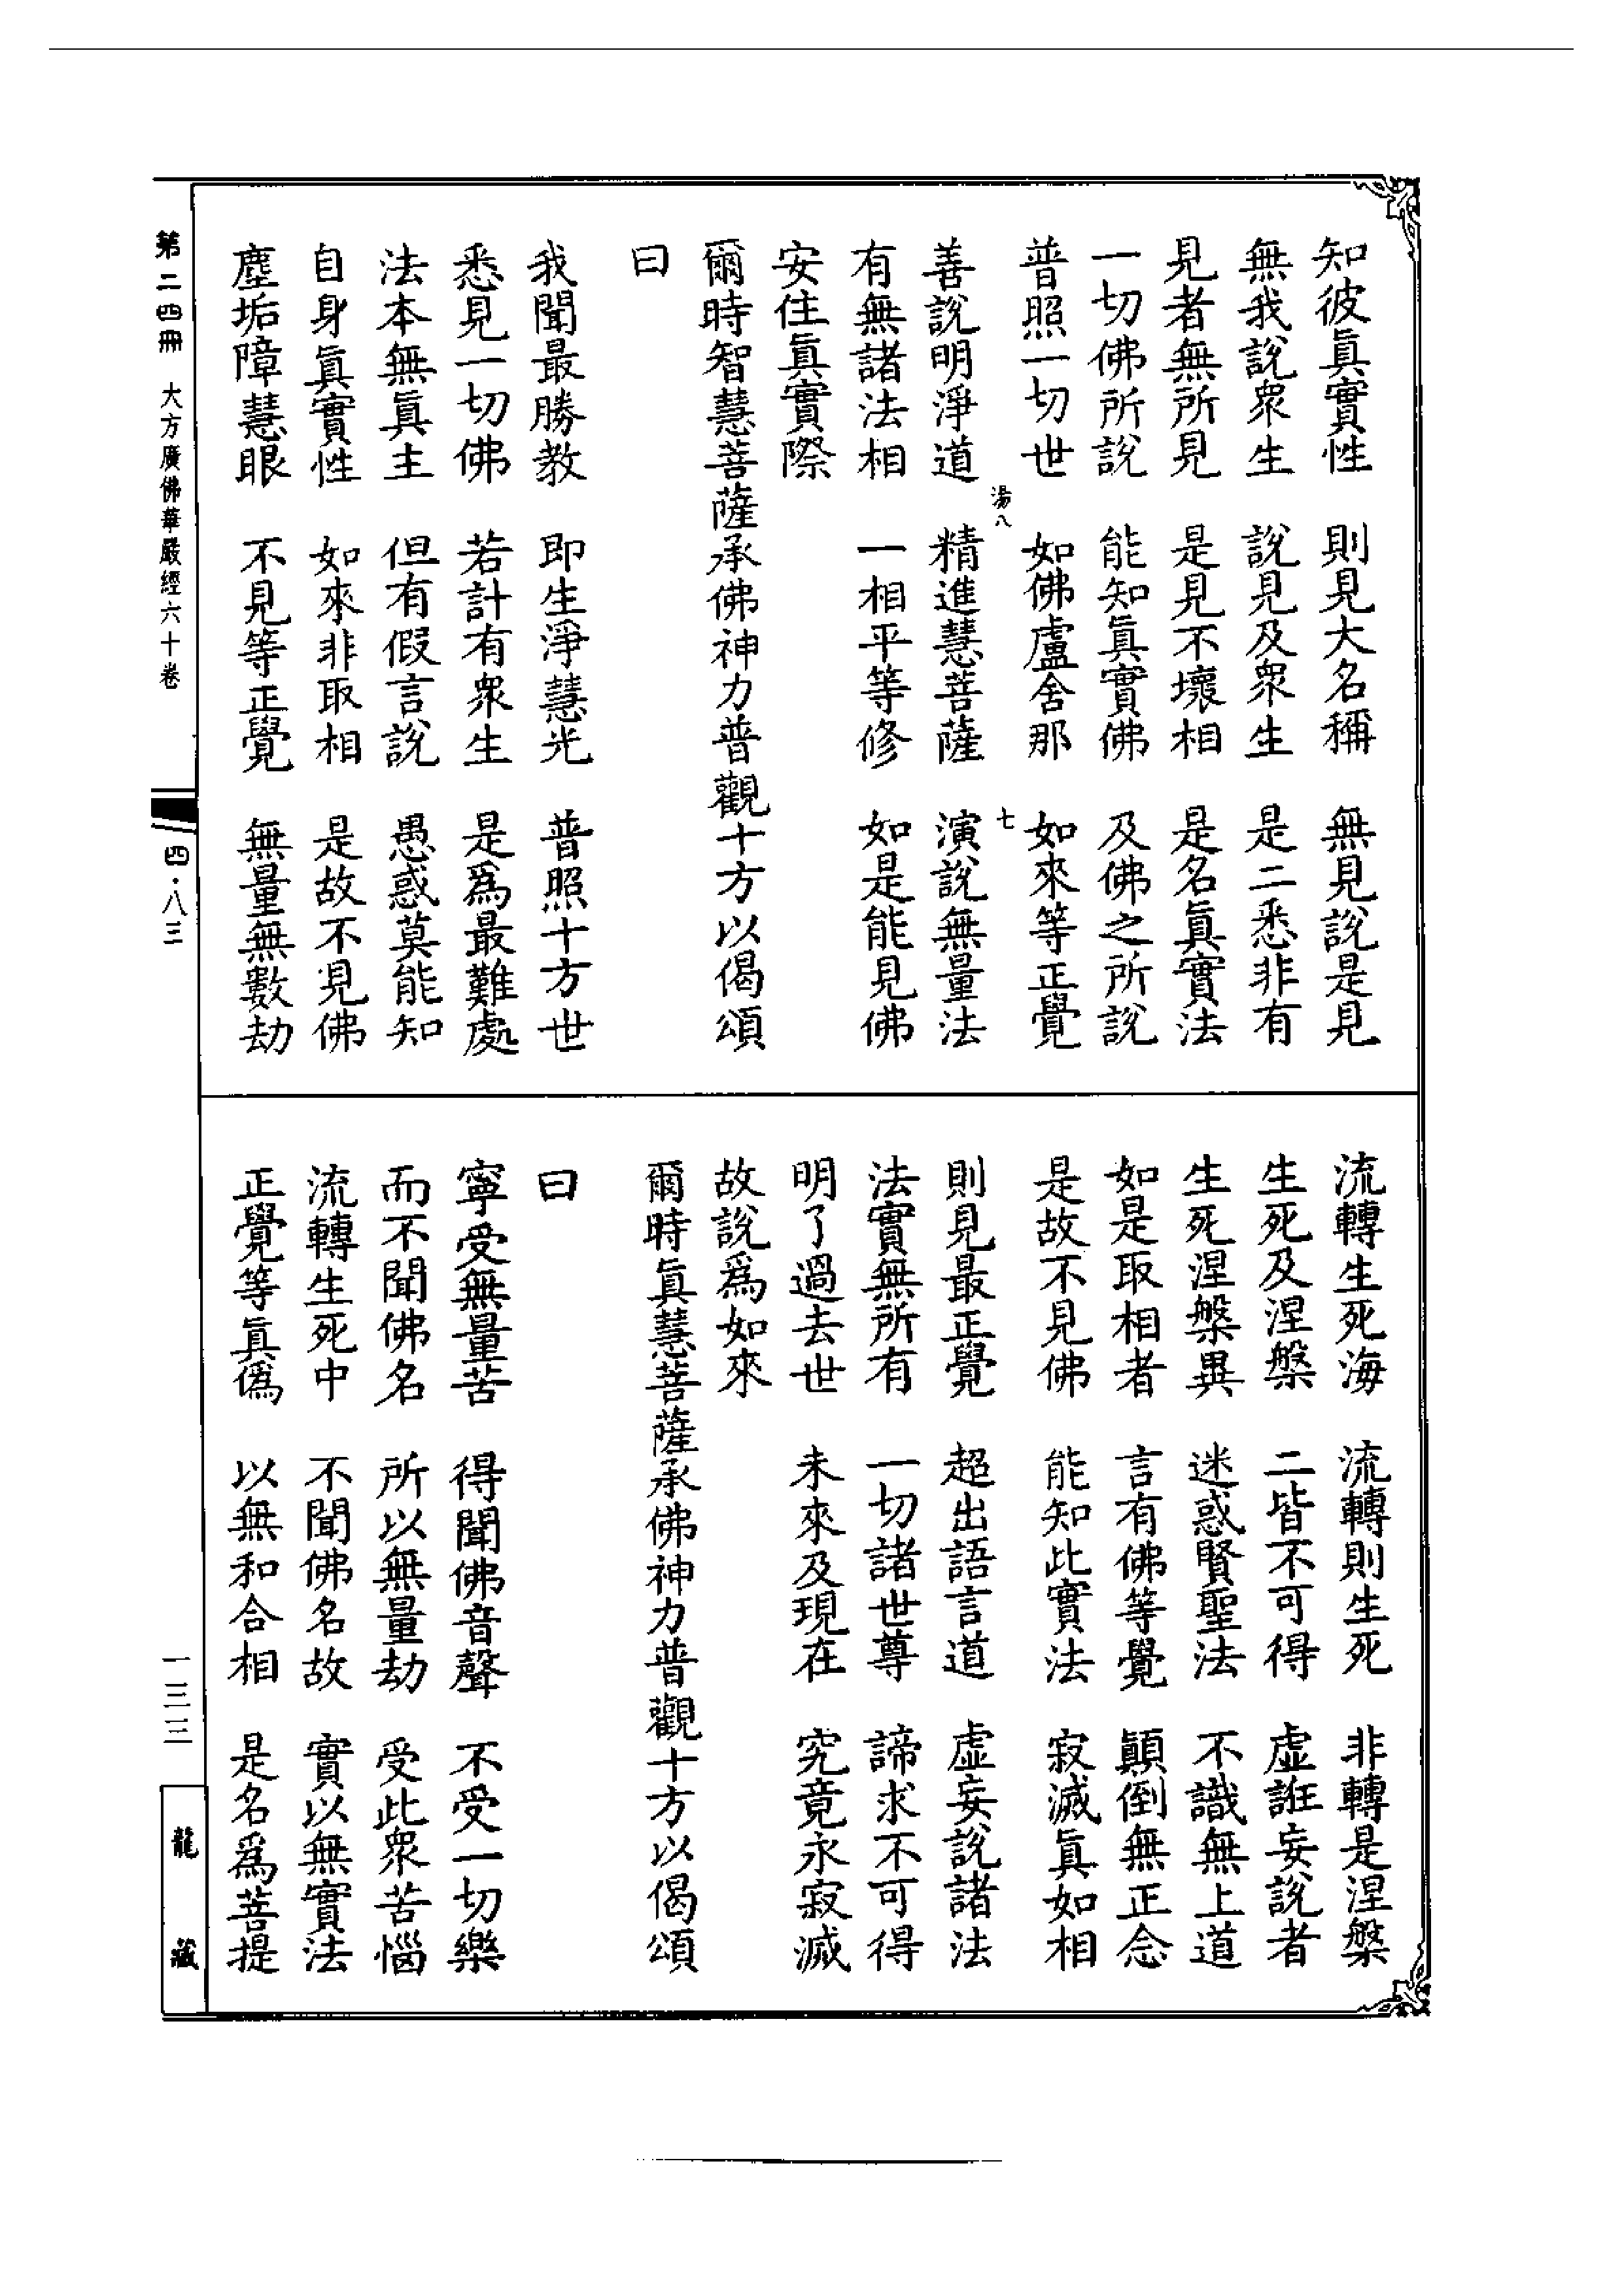 知彼眞實性　則見大名稱　無見說是見
無我說衆生　說見及衆生　是二悉非有
見者無所見　是見不壞相　是名眞實法
一切佛所說　能知眞實佛　及佛之所說
普照一切世　如佛盧舍那　如來等正覺
湯八　七
善說明淨道　精進慧菩薩　演說無量法
有無諸法相　一相平等修　如是能見佛
安住眞實際
爾時智慧菩薩承佛神力普觀十方以偈頌
曰
我聞最勝教　即生淨慧光　普照十方世
悉見一切佛　若計有衆生　是爲最難處
法本無眞主　但有假言說　愚惑莫能知
自身眞實性　如來非取相　是故不見佛
塵垢障慧眼　不見等正覺　無量無數劫
流轉生死海　流轉則生死　非轉是涅槃
生死及涅槃　二皆不可得　虛誑妄說者
生死涅槃異　迷惑賢聖法　不識無上道
如是取相者　言有佛等覺　顛倒無正念
是故不見佛　能知此實法　寂滅眞如相
則見最正覺　超出語言道　虛妄說諸法
法實無所有　一切諸世尊　諦求不可得
明了過去世　未來及現在　究竟永寂滅
故說爲如來
爾時眞慧菩薩承佛神力普觀十方以偈頌
曰
寧受無量苦　得聞佛音聲　不受一切樂
而不聞佛名　所以無量劫　受此衆苦惱
流轉生死中　不聞佛名故　實以無實法
正覺等眞僞　以無和合相　是名爲菩提
第二四冊　大方廣佛華嚴經六十卷
四·八三
一三三
龍藏